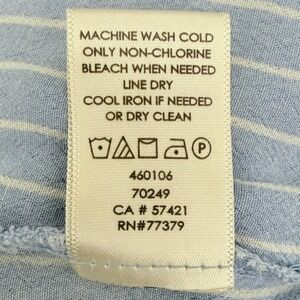 MACHINE WASH COLD
ONLY NON-CHLORINE
BLEACH WHEN NEEDED
LINE DRY
COOL IRON IF NEEDED
OR DRY CLEAN
P
460106
70249
CA # 57421
RN#77379